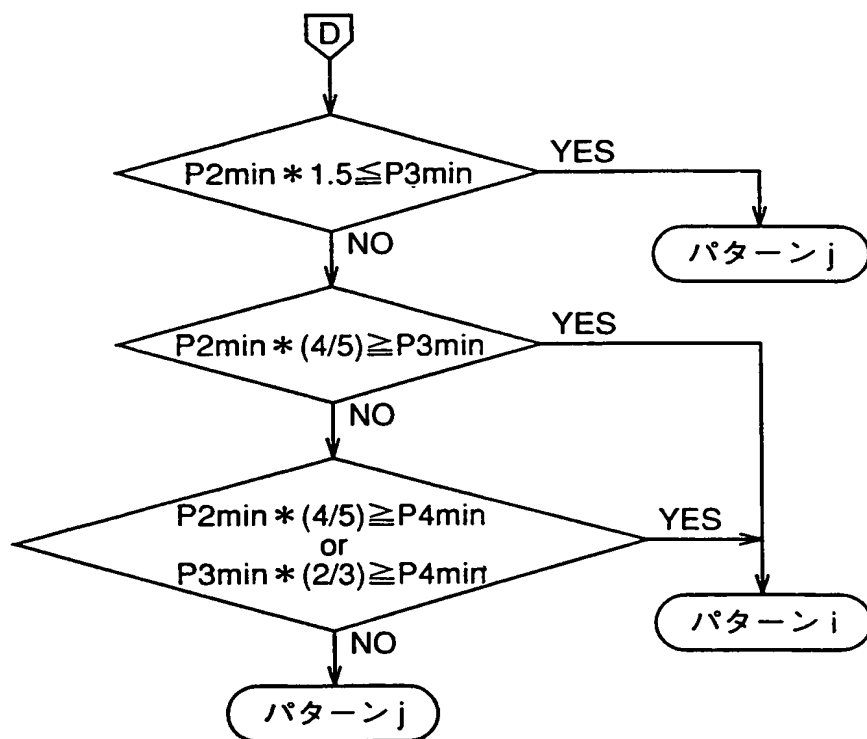 D
P2min*1.5≦P3min
YES
パターンj
NO
P2min*(4/5)≧P3min
YES
NO
P2min*(4/5)≧P4min
or
P3min*(2/3)≧P4min
YES
パターンi
NO
パターンj